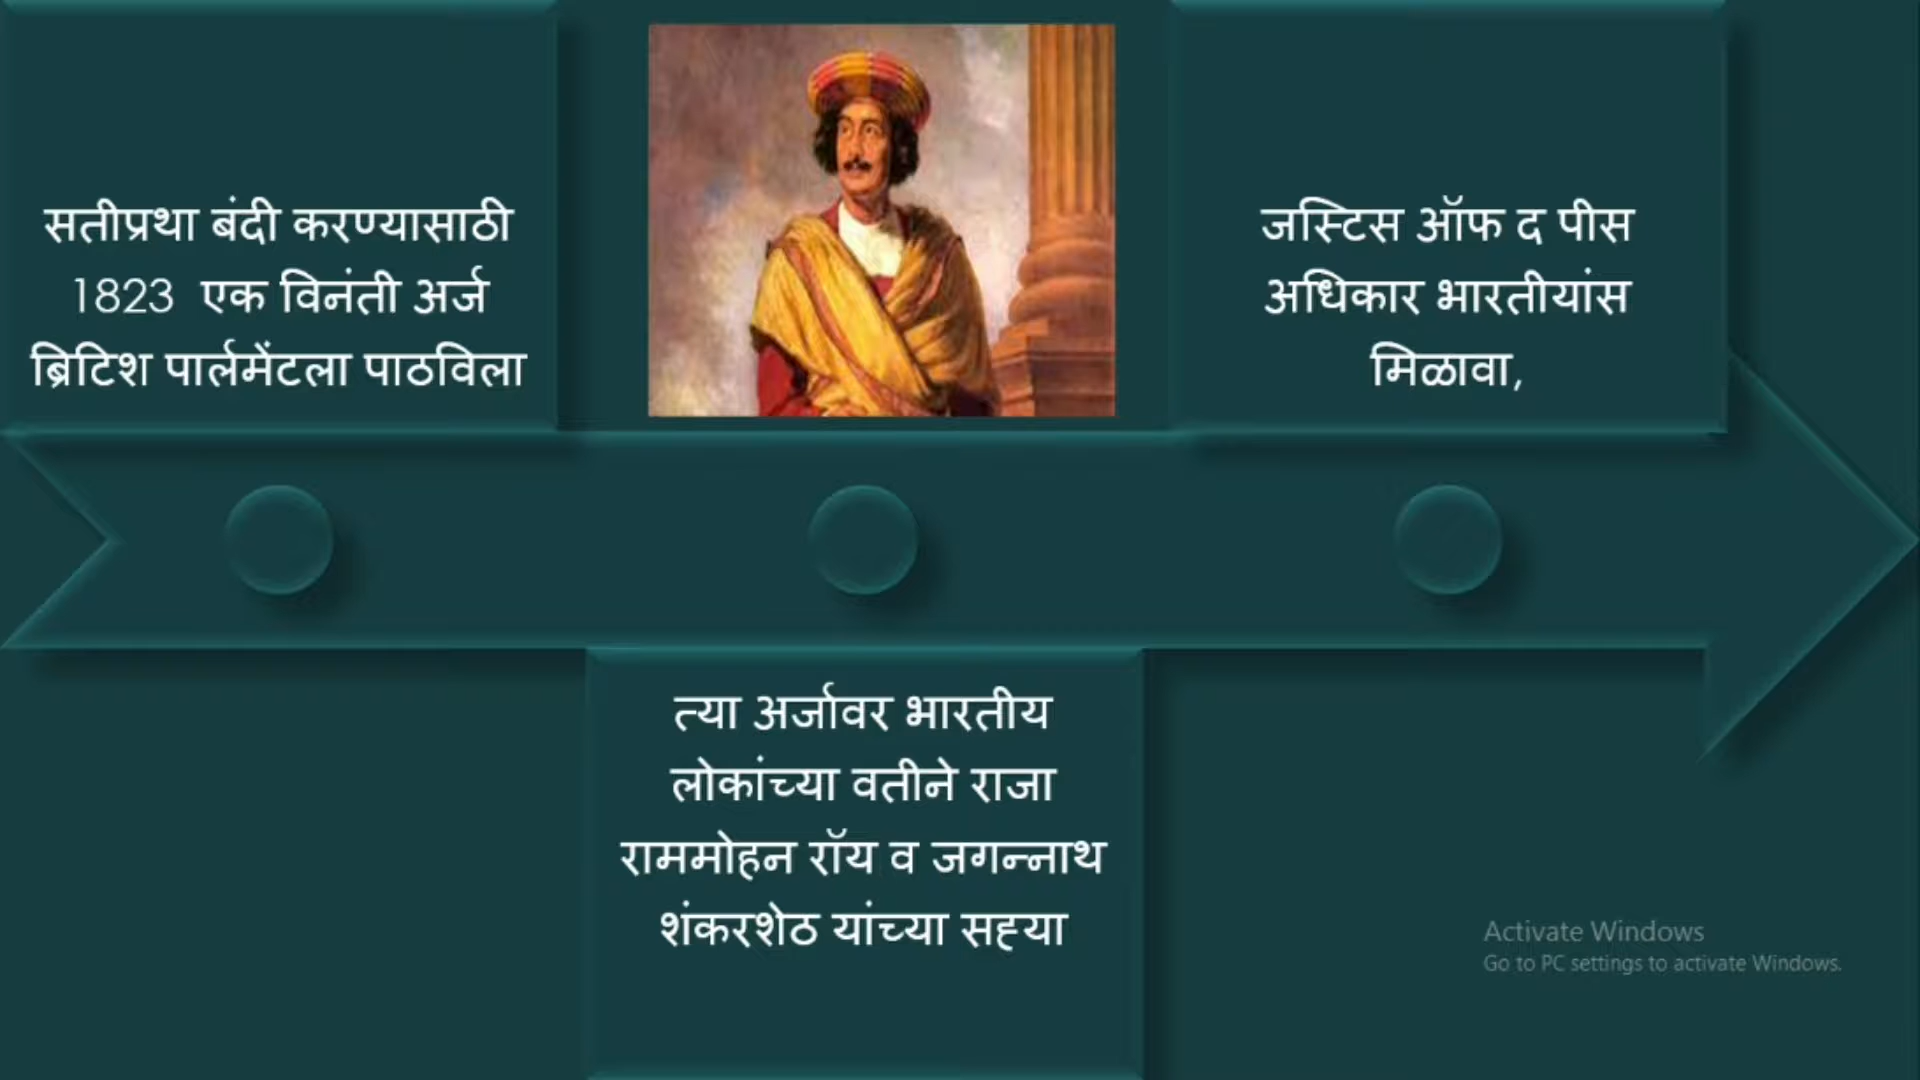 सतीप्रथा बंदी करण्यासाठी
1823 एक विनंती अर्ज
ब्रिटिश पार्लमेंटला पाठविला
जस्टिस ऑफ द पीस
अधिकार भारतीयांस
मिळावा,
त्या अर्जावर भारतीय
लोकांच्या वतीने राजा
राममोहन रॉय व जगन्नाथ
शंकरशेठ यांच्या सह्या
Activate Windows
Go to PC settings to activate Windows.